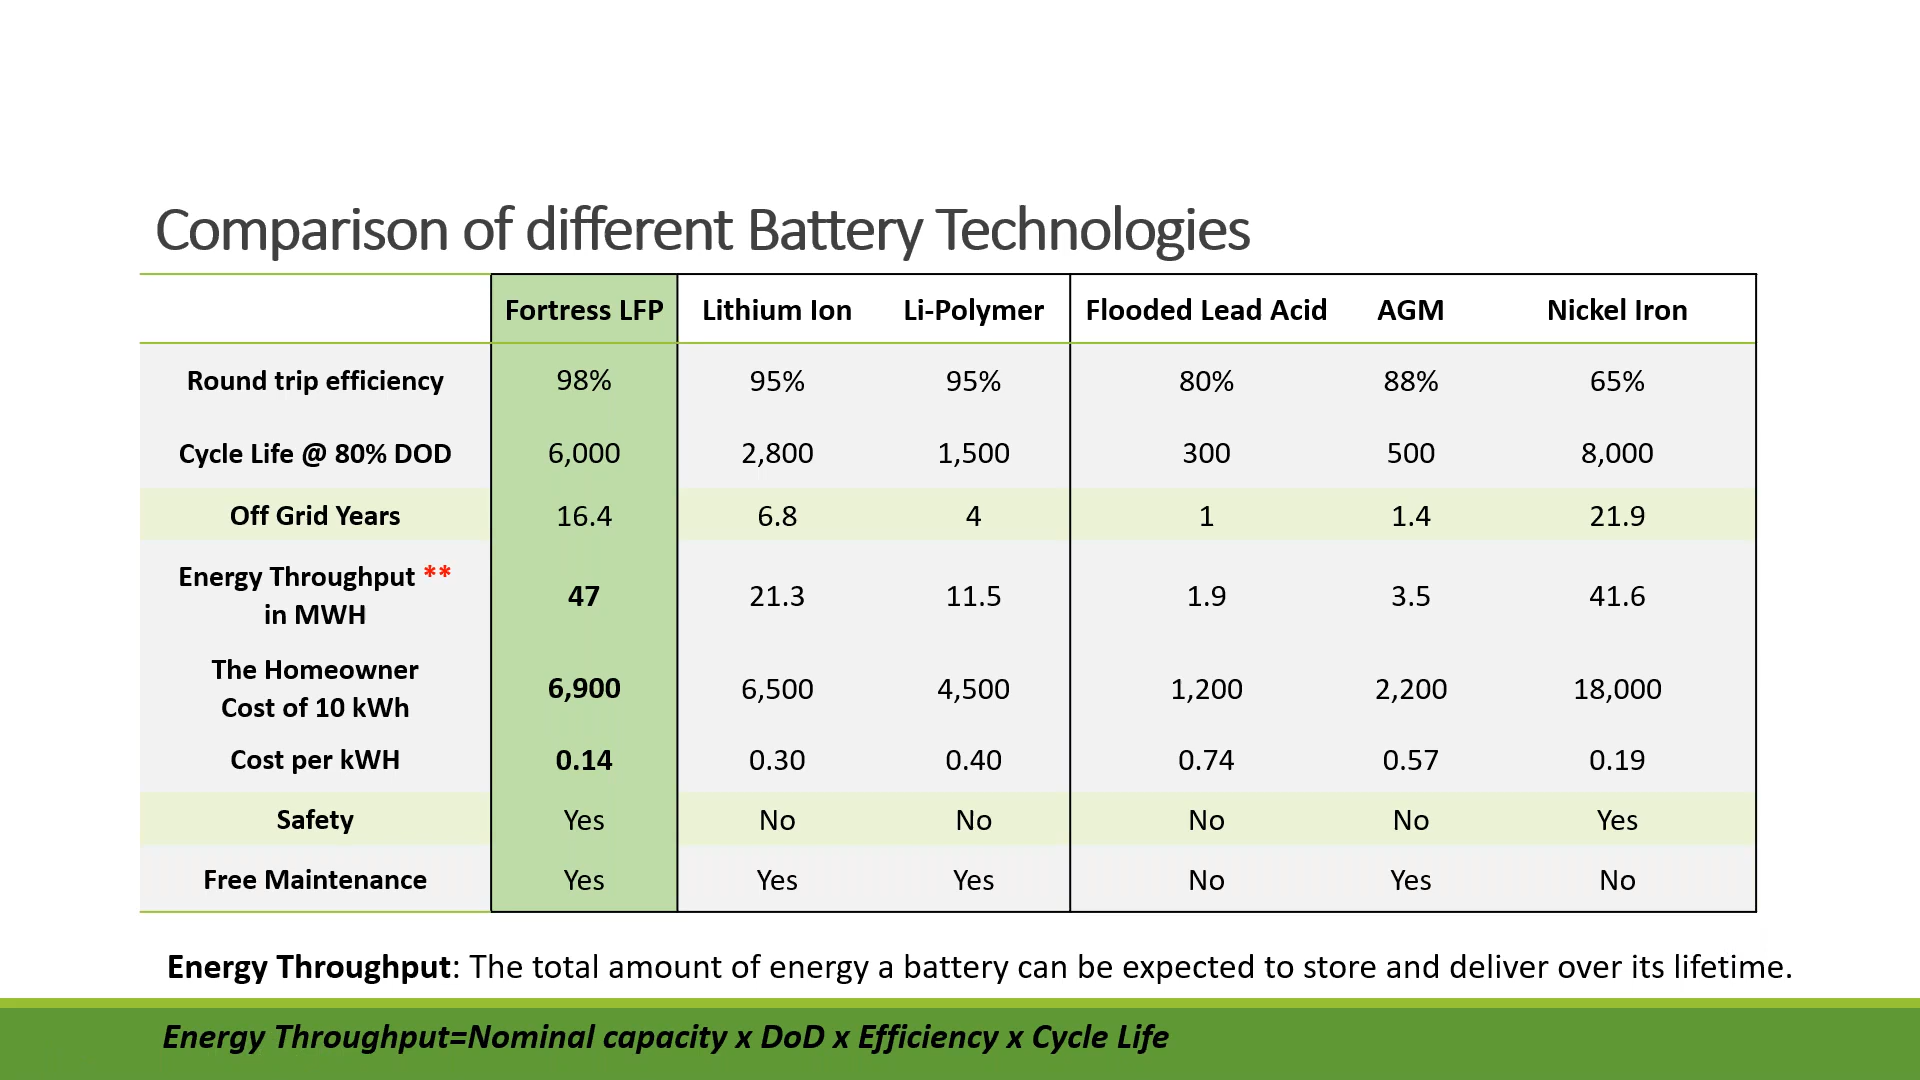 Comparison of different Battery Technologies
Fortress LFP Lithium Ion Li-Polymer Flooded Lead Acid AGM Nickel Iron
Round trip efficiency 98% 95% 95% 80% 88% 65%
Cycle Life @ 80% DOD 6,000 2,800 1,500 300 500 8,000
Off Grid Years 16.4 6.8 4 1 1.4 21.9
Energy Throughput **
in MWH 47 21.3 11.5 1.9 3.5 41.6
The Homeowner
Cost of 10 kWh 6,900 6,500 4,500 1,200 2,200 18,000
Cost per kWH 0.14 0.30 0.40 0.74 0.57 0.19
Safety Yes No No No No Yes
Free Maintenance Yes Yes Yes No Yes No
Energy Throughput: The total amount of energy a battery can be expected to store and deliver over its lifetime.
Energy Throughput=Nominal capacity x DoD x Efficiency x Cycle Life